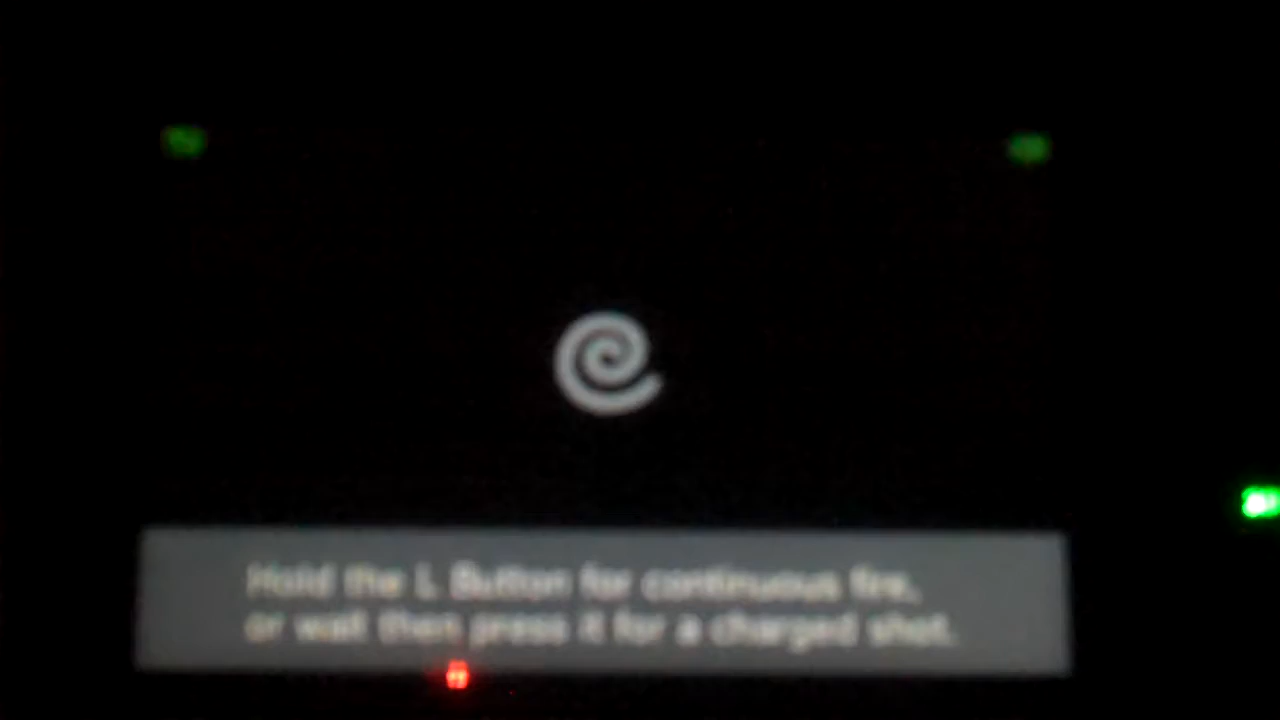 Hold the L Button for continuous fire,
or wait then press it for a charged shot.